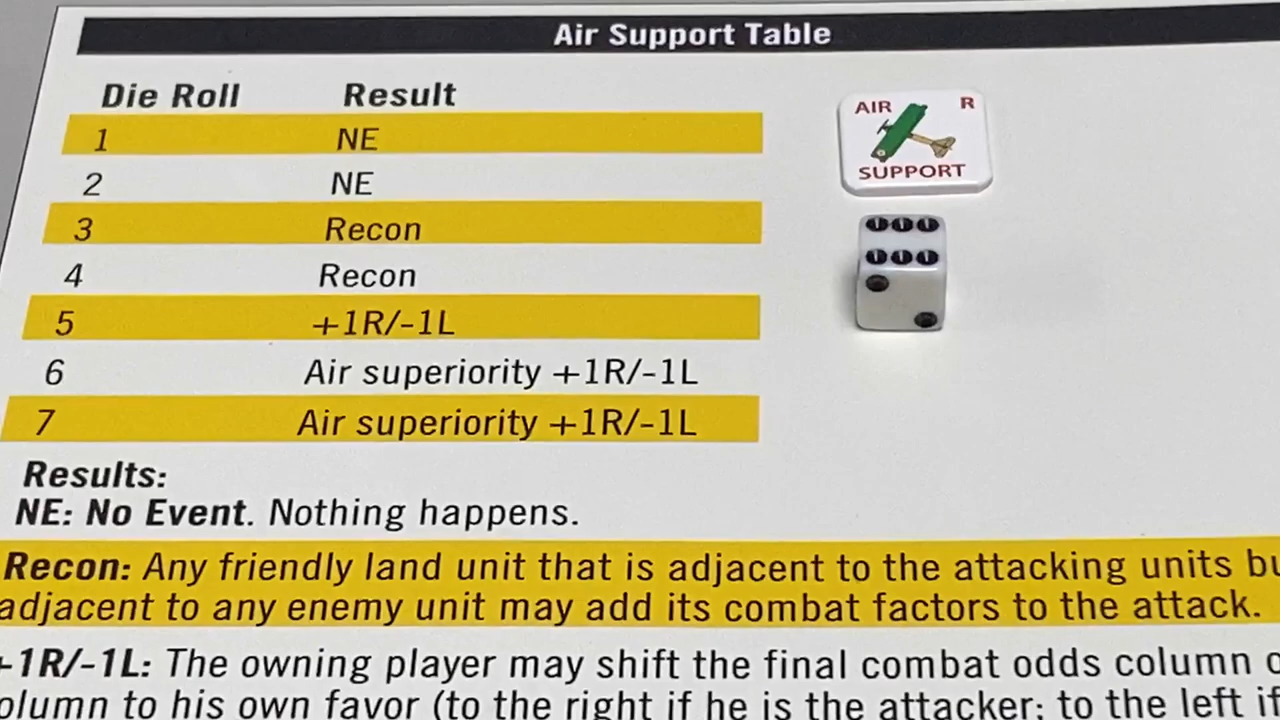 Air Support Table
Die Roll Result
1 NE
2 NE
3 Recon
4 Recon
5 +1R/-1L
6 Air superiority +1R/-1L
7 Air superiority +1R/-1L
AIR R
SUPPORT
Results:
NE: No Event. Nothing happens.
Recon: Any friendly land unit that is adjacent to the attacking units
adjacent to any enemy unit may add its combat factors to the attack.
+1R/-1L: The owning player may shift the final combat odds column
column to his own favor (to the right if he is the attacker; to the left if